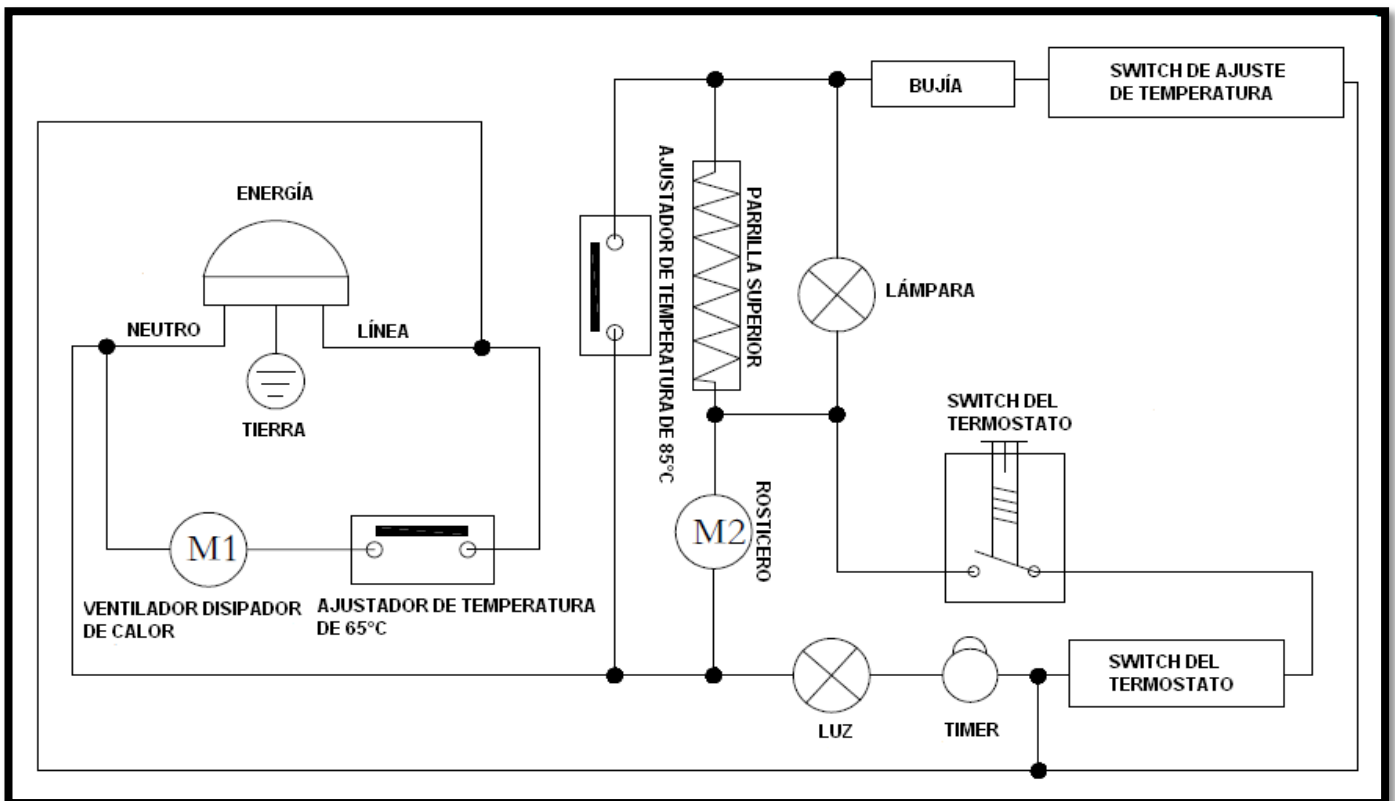 BUJÍA
SWITCH DE AJUSTE
DE TEMPERATURA
ENERGÍA
NEUTRO
LÍNEA
TIERRA
AJUSTADOR DE TEMPERATURA DE 85°C
PARRILLA SUPERIOR
LÁMPARA
SWITCH DEL
TERMOSTATO
M1
VENTILADOR DISIPADOR
DE CALOR
AJUSTADOR DE TEMPERATURA
DE 65°C
M2
ROSTICERO
LUZ
TIMER
SWITCH DEL
TERMOSTATO